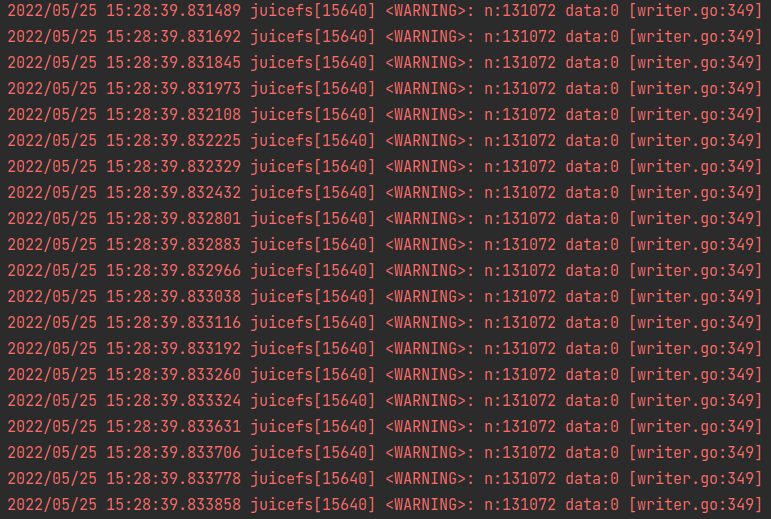 2022/05/25 15:28:39.831489 juicefs[15640] <WARNING>: n:131072 data:0 [writer.go:349]
2022/05/25 15:28:39.831692 juicefs[15640] <WARNING>: n:131072 data:0 [writer.go:349]
2022/05/25 15:28:39.831845 juicefs[15640] <WARNING>: n:131072 data:0 [writer.go:349]
2022/05/25 15:28:39.831973 juicefs[15640] <WARNING>: n:131072 data:0 [writer.go:349]
2022/05/25 15:28:39.832108 juicefs[15640] <WARNING>: n:131072 data:0 [writer.go:349]
2022/05/25 15:28:39.832225 juicefs[15640] <WARNING>: n:131072 data:0 [writer.go:349]
2022/05/25 15:28:39.832329 juicefs[15640] <WARNING>: n:131072 data:0 [writer.go:349]
2022/05/25 15:28:39.832432 juicefs[15640] <WARNING>: n:131072 data:0 [writer.go:349]
2022/05/25 15:28:39.832801 juicefs[15640] <WARNING>: n:131072 data:0 [writer.go:349]
2022/05/25 15:28:39.832883 juicefs[15640] <WARNING>: n:131072 data:0 [writer.go:349]
2022/05/25 15:28:39.832966 juicefs[15640] <WARNING>: n:131072 data:0 [writer.go:349]
2022/05/25 15:28:39.833038 juicefs[15640] <WARNING>: n:131072 data:0 [writer.go:349]
2022/05/25 15:28:39.833116 juicefs[15640] <WARNING>: n:131072 data:0 [writer.go:349]
2022/05/25 15:28:39.833192 juicefs[15640] <WARNING>: n:131072 data:0 [writer.go:349]
2022/05/25 15:28:39.833260 juicefs[15640] <WARNING>: n:131072 data:0 [writer.go:349]
2022/05/25 15:28:39.833324 juicefs[15640] <WARNING>: n:131072 data:0 [writer.go:349]
2022/05/25 15:28:39.833631 juicefs[15640] <WARNING>: n:131072 data:0 [writer.go:349]
2022/05/25 15:28:39.833706 juicefs[15640] <WARNING>: n:131072 data:0 [writer.go:349]
2022/05/25 15:28:39.833778 juicefs[15640] <WARNING>: n:131072 data:0 [writer.go:349]
2022/05/25 15:28:39.833858 juicefs[15640] <WARNING>: n:131072 data:0 [writer.go:349]